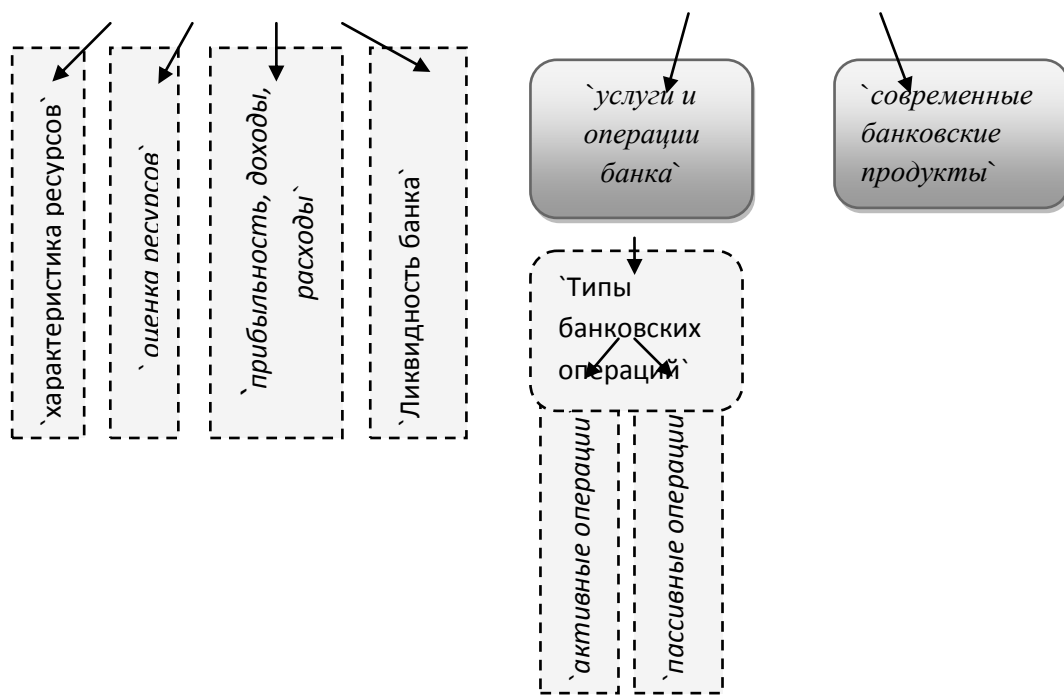 `характеристика ресурсов`
`оценка ресурсов`
`прибыльность, доходы,
расходы`
`Ликвидность банка`
`услуги и
операции
банка`
`современные
банковские
продукты`
`Типы
банковских
операций`
`активные операции
`пассивные операции